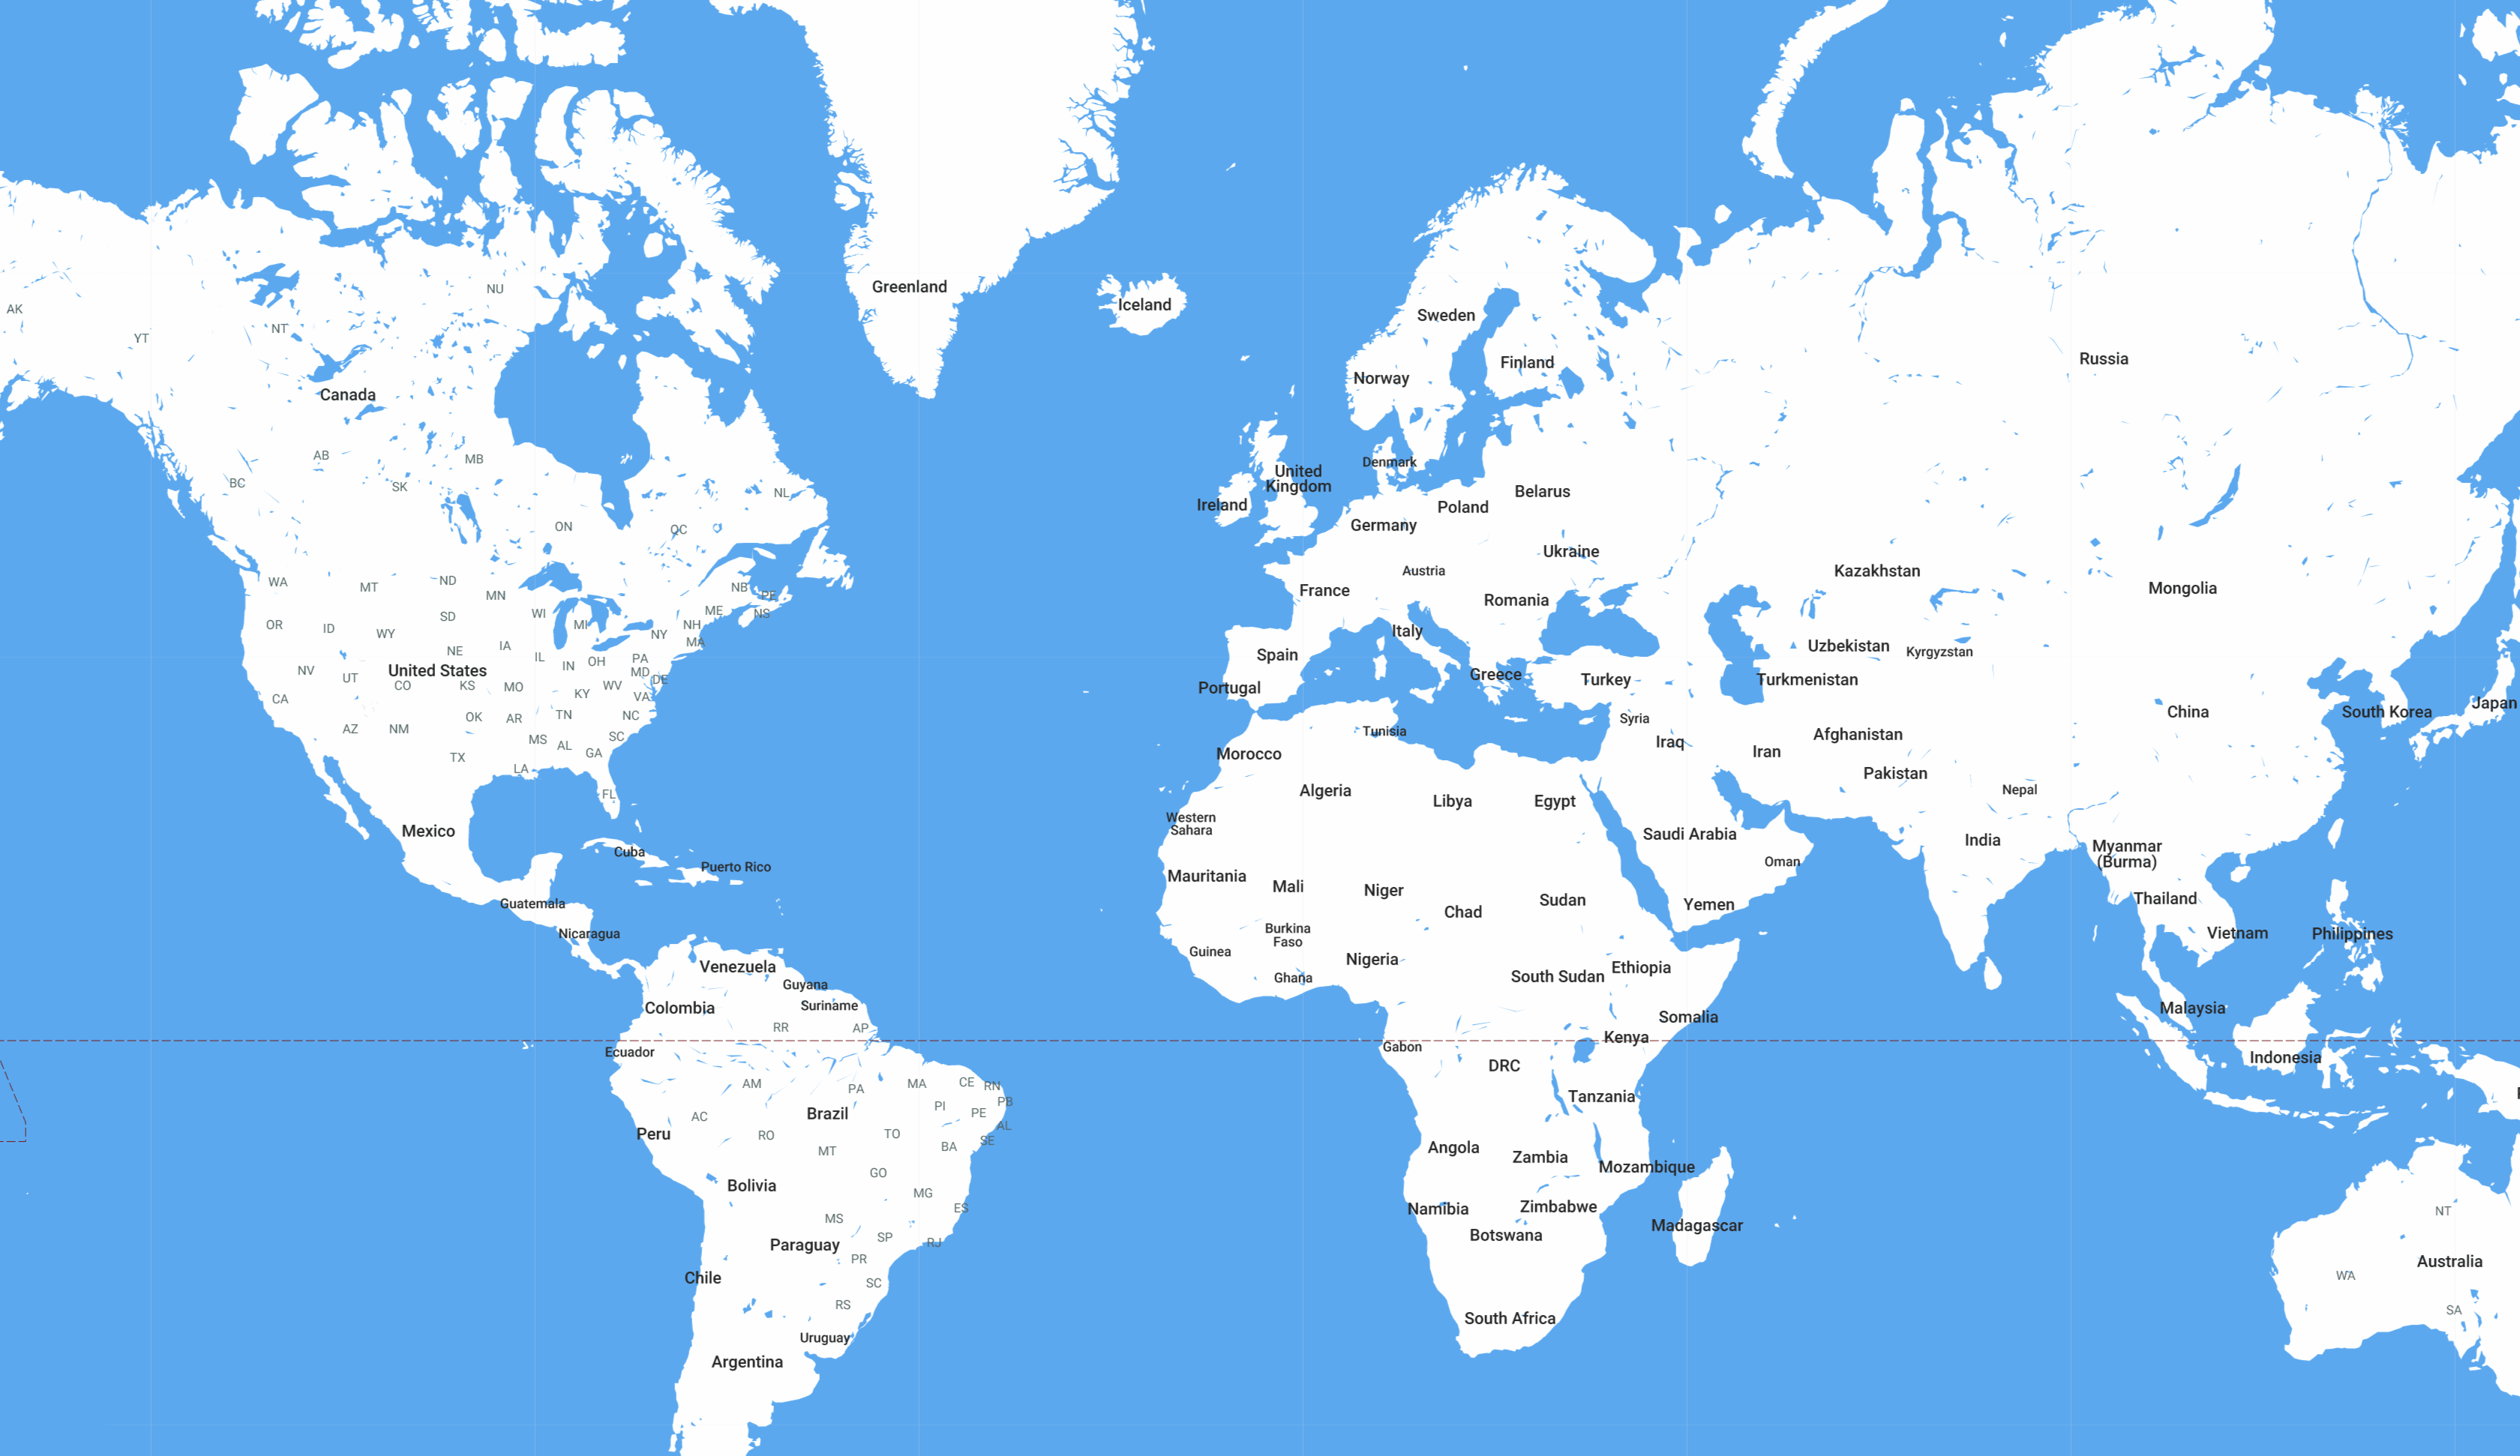 Greenland
NU
Iceland
AK
Sweden
NT
YT
Russia
Finland
Norway
Canada
AB
MB
Denmark
United
Kingdom
BC
SK
NL
Belarus
Ireland
Poland
ON
Germany
QC
Ukraine
Austria
Kazakhstan
WA
MT
ND
NB
Mongolia
France
MN
PE
Romania
ME
WI
NS
SD
OR
ID
MI
NH
Italy
WY
NY
MA
IA
Uzbekistan
NE
Kyrgyzstan
Spain
IL
IN
OH
PA
NV
United States
MD
Greece
UT
DE
Turkey
Turkmenistan
CO
KS
MO
WV
Portugal
KY
VA
CA
Japan
China
South Korea
TN
NC
OK
AR
Syria
AZ
NM
Tunisia
Afghanistan
SC
MS
AL
Iraq
GA
Iran
Morocco
TX
LA
Pakistan
Algeria
Nepal
FL
Libya
Egypt
Western
Sahara
Mexico
Saudi Arabia
India
Myanmar
(Burma)
Cuba
Oman
Puerto Rico
Mauritania
Mali
Niger
Thailand
Sudan
Guatemala
Yemen
Chad
Burkina
Faso
Nicaragua
Vietnam
Philippines
Guinea
Nigeria
Venezuela
Ethiopia
South Sudan
Ghana
Guyana
Suriname
Colombia
Malaysia
Somalia
RR
AP
Kenya
Gabon
Ecuador
Indonesia
DRC
AM
PA
MA
CE
RN
Tanzania
PB
PI
Brazil
PE
AC
AL
Peru
RO
TO
SE
BA
Angola
MT
Zambia
Mozambique
GO
Bolivia
MG
Zimbabwe
ES
Namibia
NT
MS
Madagascar
Botswana
SP
RJ
Paraguay
PR
Australia
WA
Chile
SC
RS
SA
South Africa
Uruguay
Argentina